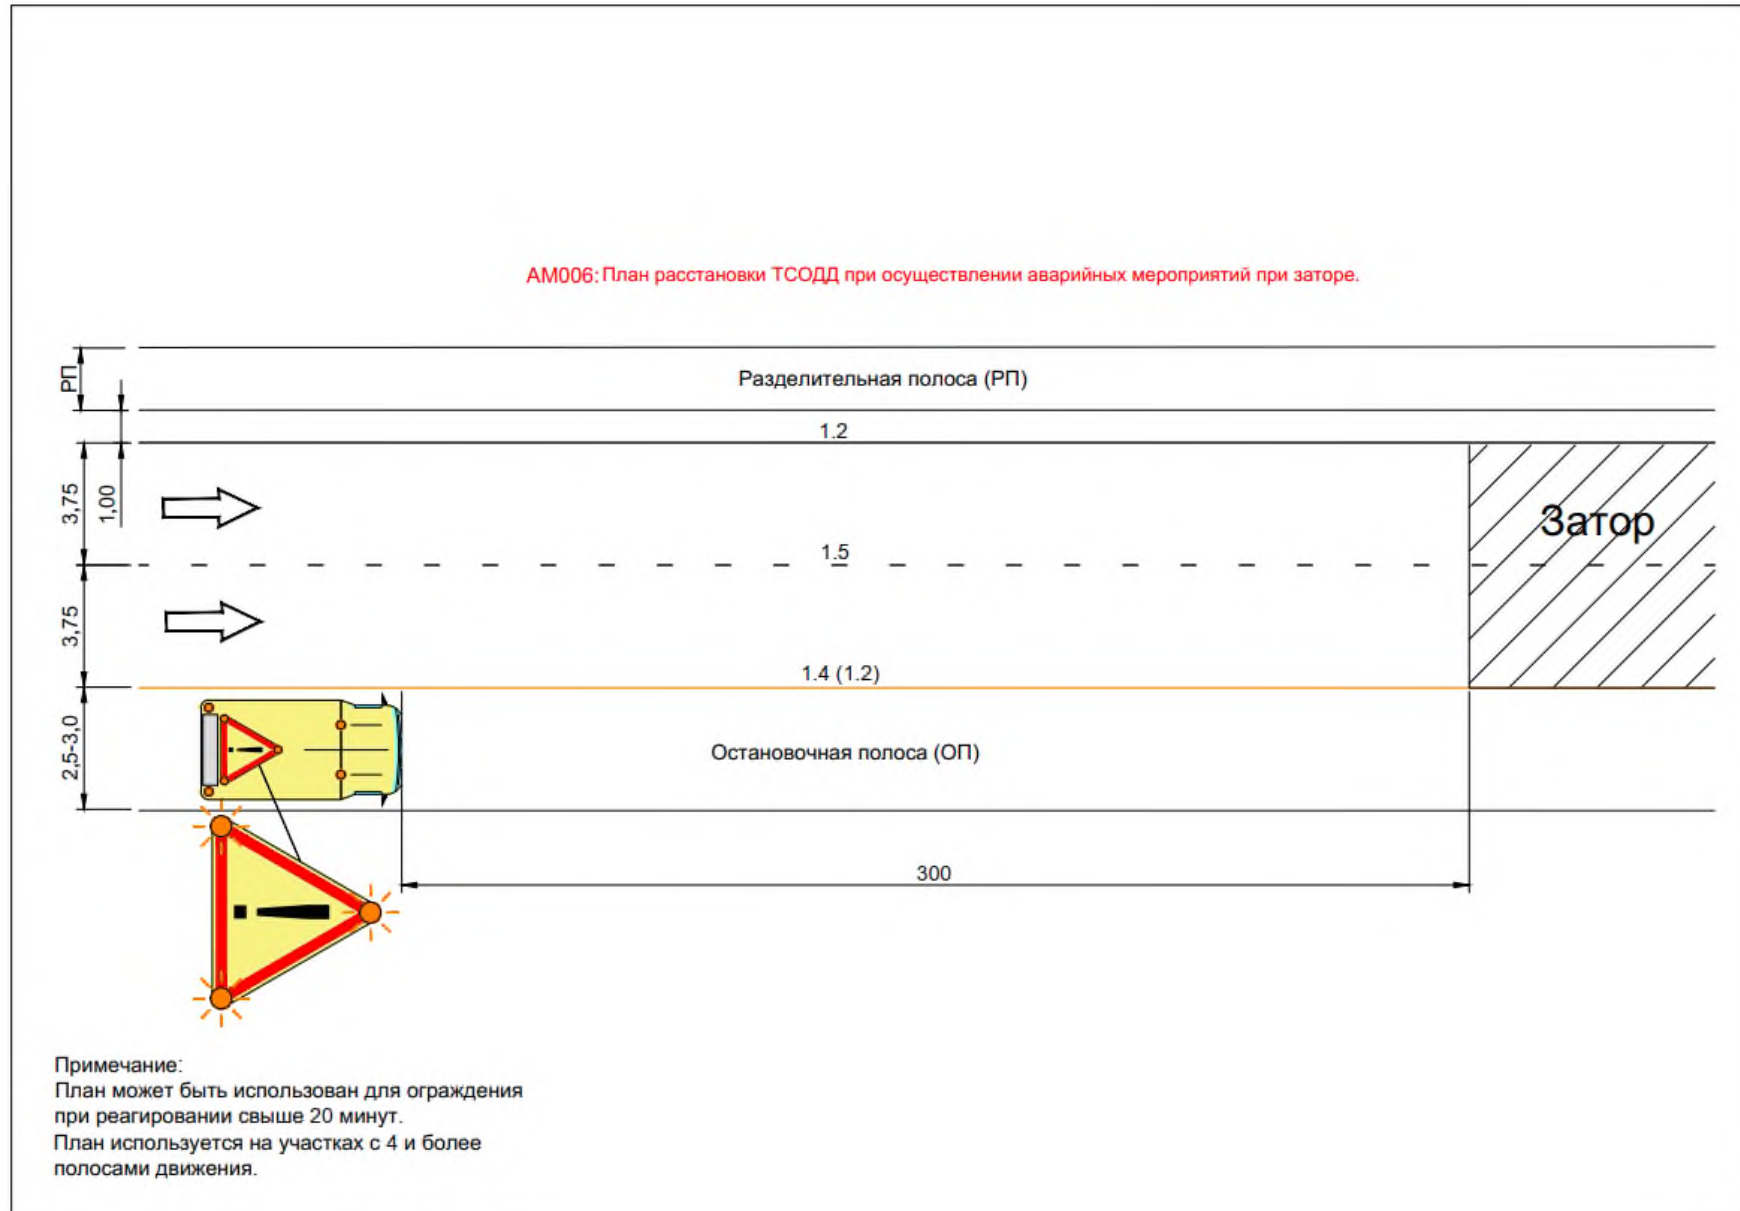 АМ006: План расстановки ТСОДД при осуществлении аварийных мероприятий при заторе.
РП
Разделительная полоса (РП)
1.2
3,75
1,00
Затор
1.5
3,75
1.4 (1.2)
2,5-3,0
Остановочная полоса (ОП)
!
300
!
Примечание:
План может быть использован для ограждения
при реагировании свыше 20 минут.
План используется на участках с 4 и более
полосами движения.